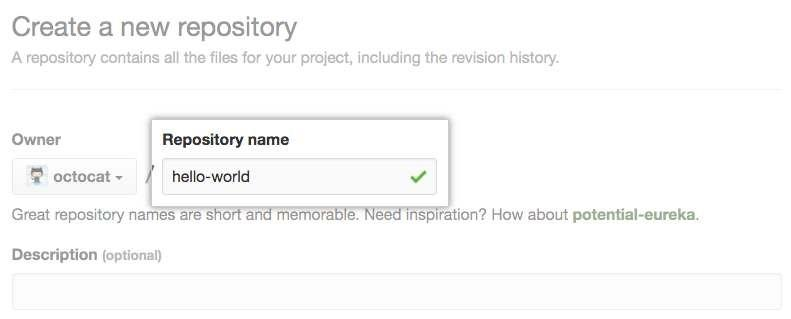 Create a new repository
A repository contains all the files for your project, including the revision history.
Owner
Repository name
octocat
/
hello-world
Great repository names are short and memorable. Need inspiration? How about potential-eureka.
Description (optional)